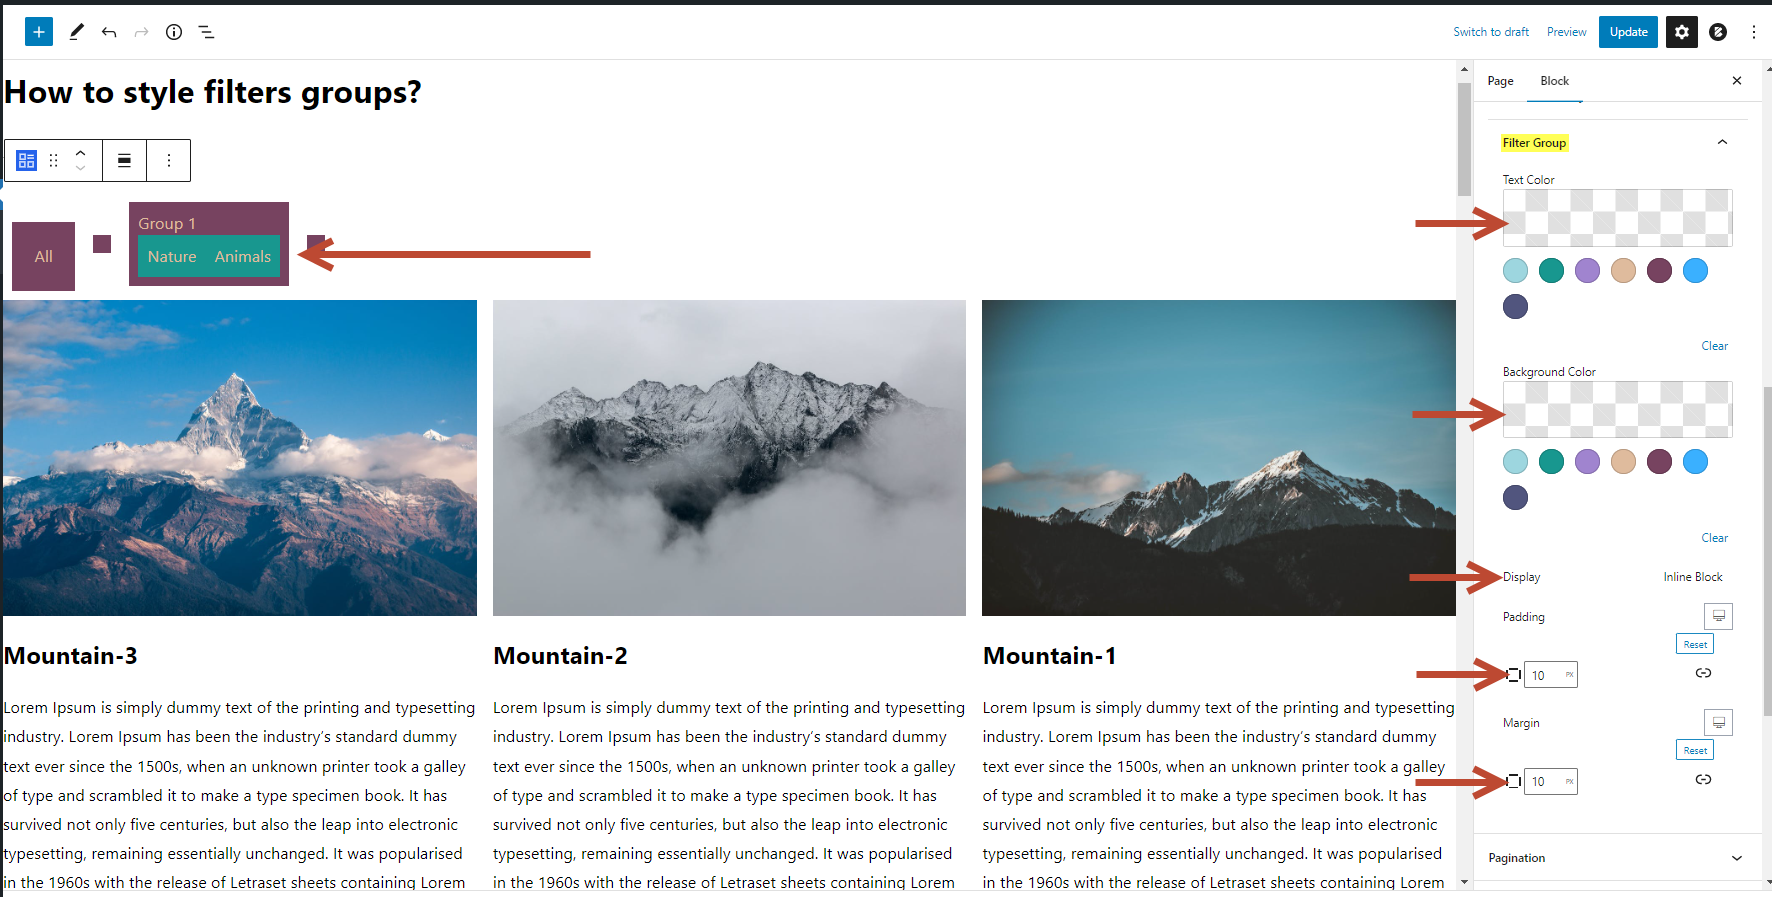 Switch to draft
Preview
Update
How to style filters groups?
All
Group 1
Nature Animals
Mountain-3
Lorem Ipsum is simply dummy text of the printing and typesetting
industry. Lorem Ipsum has been the industry's standard dummy
text ever since the 1500s, when an unknown printer took a galley
of type and scrambled it to make a type specimen book. It has
survived not only five centuries, but also the leap into electronic
typesetting, remaining essentially unchanged. It was popularised
in the 1960s with the release of Letraset sheets containing Lorem
Mountain-2
Lorem Ipsum is simply dummy text of the printing and typesetting
industry. Lorem Ipsum has been the industry's standard dummy
text ever since the 1500s, when an unknown printer took a galley
of type and scrambled it to make a type specimen book. It has
survived not only five centuries, but also the leap into electronic
typesetting, remaining essentially unchanged. It was popularised
in the 1960s with the release of Letraset sheets containing Lorem
Mountain-1
Lorem Ipsum is simply dummy text of the printing and typesetting
industry. Lorem Ipsum has been the industry's standard dummy
text ever since the 1500s, when an unknown printer took a galley
of type and scrambled it to make a type specimen book. It has
survived not only five centuries, but also the leap into electronic
typesetting, remaining essentially unchanged. It was popularised
in the 1960s with the release of Letraset sheets containing Lorem
Page
Block
Filter Group
Text Color
Clear
Background Color
Clear
Display
Inline Block
Padding
Reset
10 PX
Margin
Reset
10 PX
Pagination